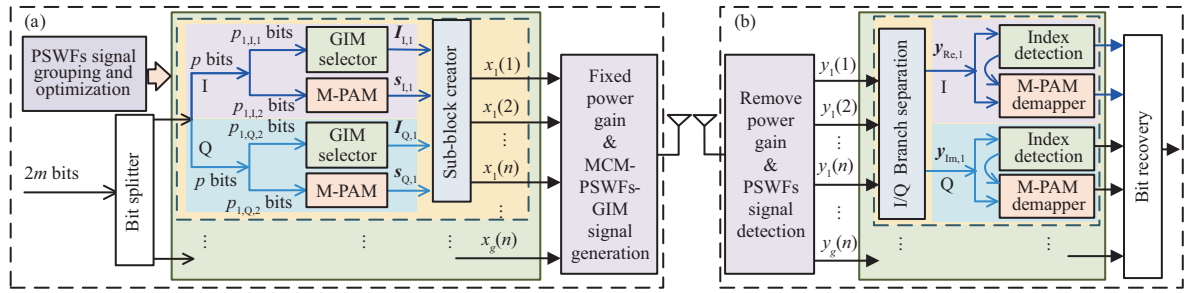 (a)
PSWFs signal
grouping and
optimization
2m bits
Bit splitter
p bits
I
Q
p bits
p1,I,1 bits
p1,I,2 bits
p1,Q,2 bits
p1,Q,2 bits
GIM
selector
M-PAM
GIM
selector
M-PAM
II,1
sI,1
IQ,1
sQ,1
Sub-block creator
x1(1)
x1(2)
⋮
x1(n)
⋮
⋮
⋮
xg(n)
Fixed
power
gain
&
MCM-
PSWFs-
GIM
signal
generation
(b)
Remove
power
gain
&
PSWFs
signal
detection
y1(1)
y1(2)
y1(n)
⋮
yg(n)
⋮
⋮
I/Q Branch separation
yRe,1
I
yIm,1
Q
Index
detection
M-PAM
demapper
Index
detection
M-PAM
demapper
Bit recovery